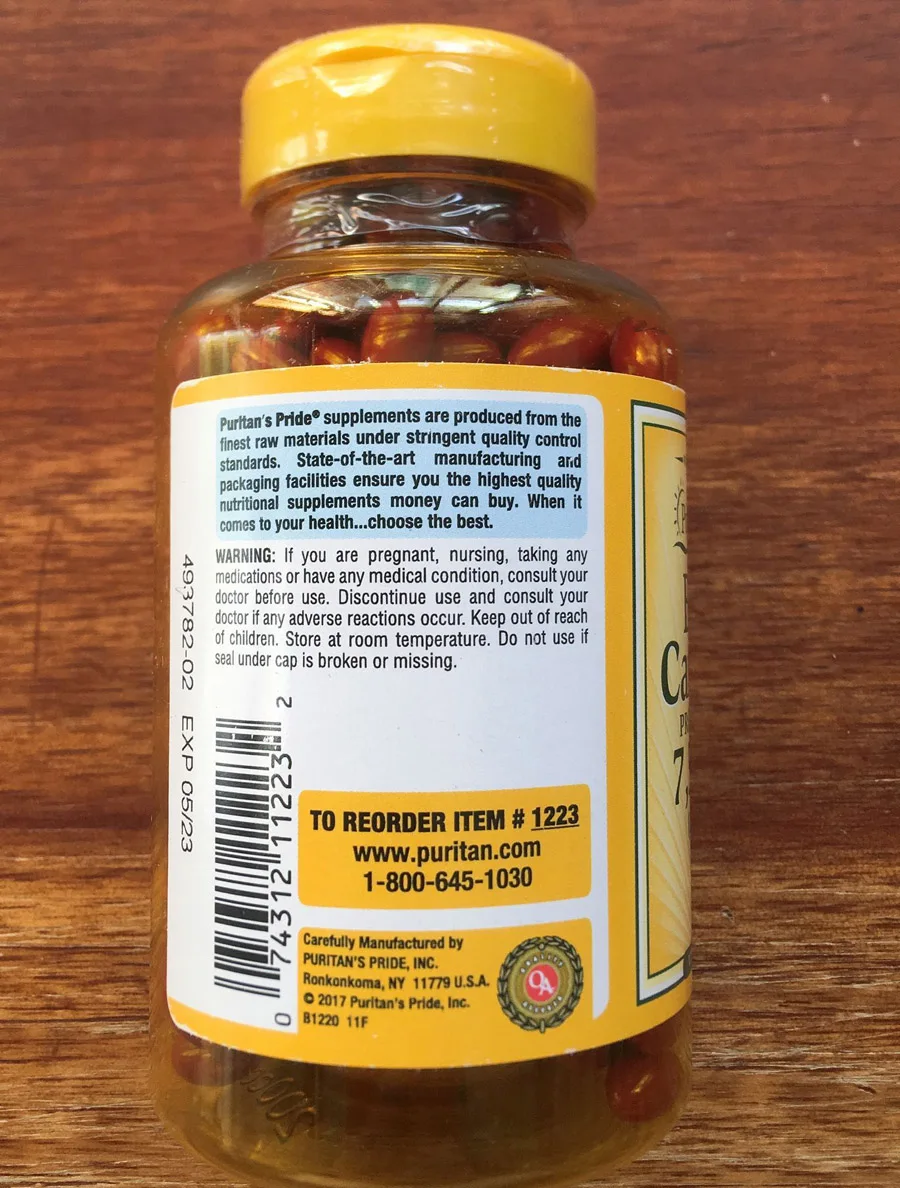 Puritan's Pride® supplements are produced from the
finest raw materials under stringent quality control
standards. State-of-the-art manufacturing and
packaging facilities ensure you the highest quality
nutritional supplements money can buy. When it
comes to your health...choose the best.
WARNING: If you are pregnant, nursing, taking any
medications or have any medical condition, consult your
doctor before use. Discontinue use and consult your
doctor if any adverse reactions occur. Keep out of reach
of children. Store at room temperature. Do not use if
seal under cap is broken or missing.
493782-02 EXP 05/23
0 74312 11223 2
TO REORDER ITEM # 1223
www.puritan.com
1-800-645-1030
Carefully Manufactured by
PURITAN'S PRIDE, INC.
Ronkonkoma, NY 11779 U.S.A.
© 2017 Puritan's Pride, Inc.
B1220 11F
QA
Ca
7,